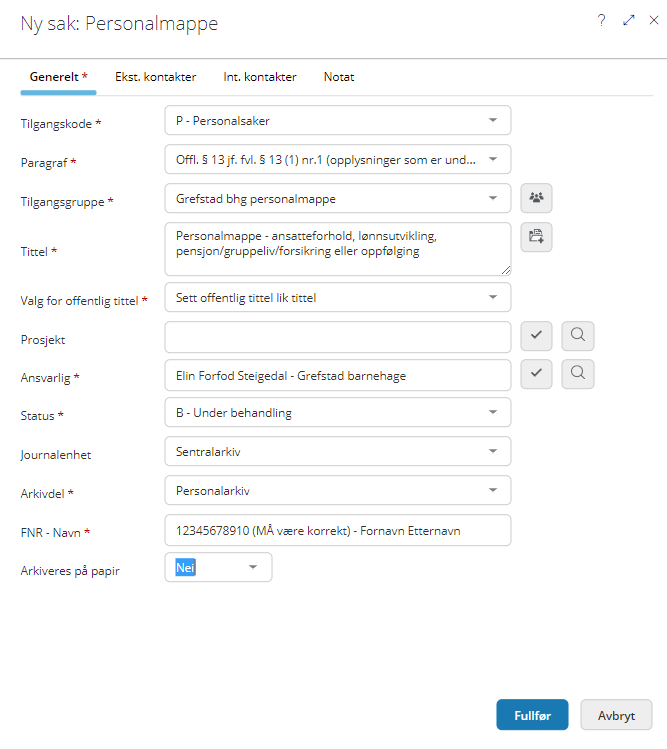 Ny sak: Personalmappe
?
Generelt *
Ekst. kontakter
Int. kontakter
Notat
Tilgangskode *
P - Personalsaker
Paragraf *
Offl. § 13 jf. fvl. § 13 (1) nr.1 (opplysninger som er und...
Tilgangsgruppe *
Grefstad bhg personalmappe
Tittel *
Personalmappe - ansatteforhold, lønnsutvikling,
pensjon/gruppeliv/forsikring eller oppfølging
Valg for offentlig tittel *
Sett offentlig tittel lik tittel
Prosjekt
Ansvarlig *
Elin Forfod Steigedal - Grefstad barnehage
Status *
B - Under behandling
Journalenhet
Sentralarkiv
Arkivdel *
Personalarkiv
FNR - Navn *
12345678910 (MÅ være korrekt) - Fornavn Etternavn
Arkiveres på papir
Nei
Fullfør
Avbryt